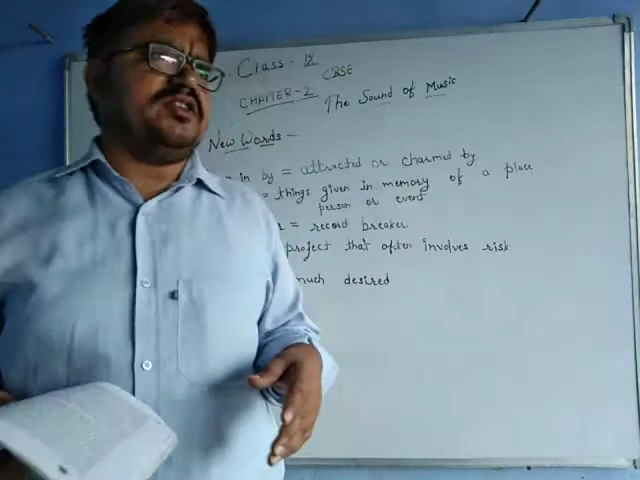 Class - IX
CBSE
CHAPTER-2 The Sound of Music
New Words -
in by = attracted or charmed by
= things given in memory of a place
person or event
= record breaker
project that often involves risk
much desired